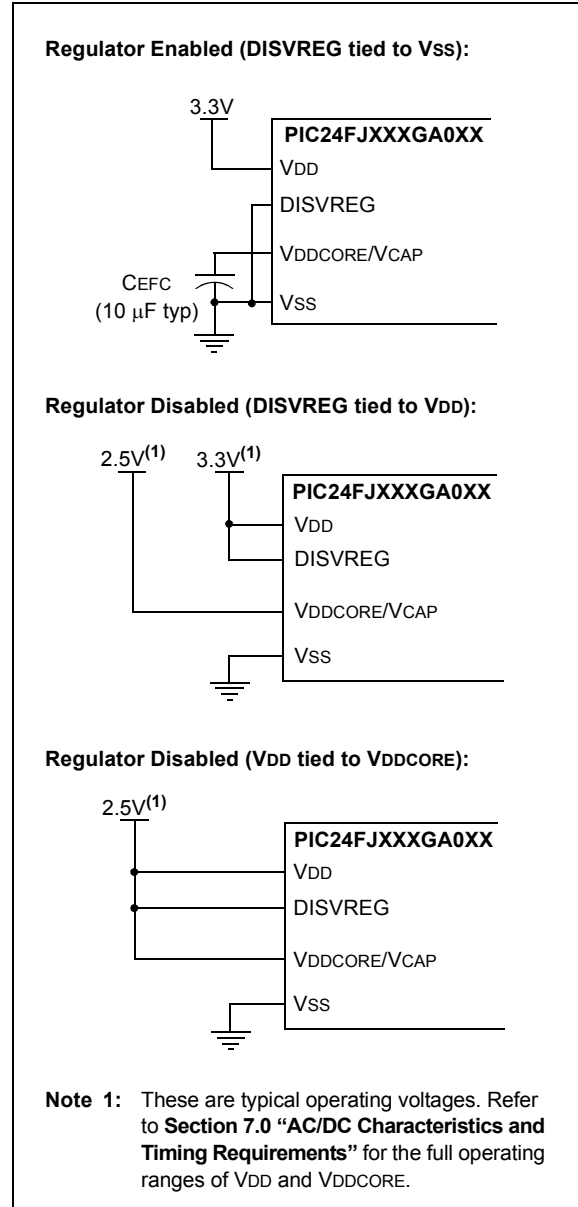 Regulator Enabled (DISVREG tied to VSS):
3.3V
PIC24FJXXXGA0XX
VDD
DISVREG
VDDCORE/VCAP
CEFC
(10 μF typ)
VSS
Regulator Disabled (DISVREG tied to VDD):
2.5V(1) 3.3V(1)
PIC24FJXXXGA0XX
VDD
DISVREG
VDDCORE/VCAP
VSS
Regulator Disabled (VDD tied to VDDCORE):
2.5V(1)
PIC24FJXXXGA0XX
VDD
DISVREG
VDDCORE/VCAP
VSS
Note 1: These are typical operating voltages. Refer
to Section 7.0 “AC/DC Characteristics and
Timing Requirements” for the full operating
ranges of VDD and VDDCORE.